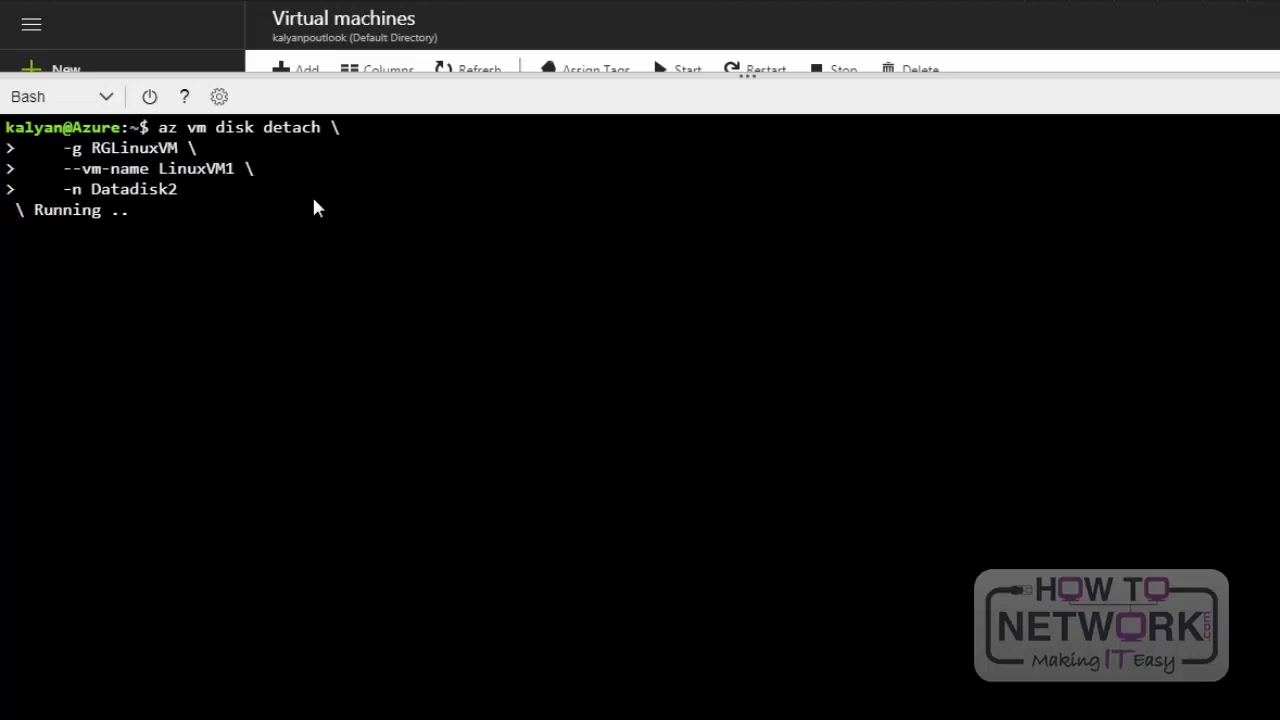 Virtual machines
kalyanpoutlook (Default Directory)
New
Add Columns Refresh Assign Tags Start Restart Stop Delete
Bash ?
kalyan@Azure:~$ az vm disk detach \
> -g RGLinuxVM \
> --vm-name LinuxVM1 \
> -n Datadisk2
\ Running ..
HOW TO
NETWORK.com
Making IT Easy